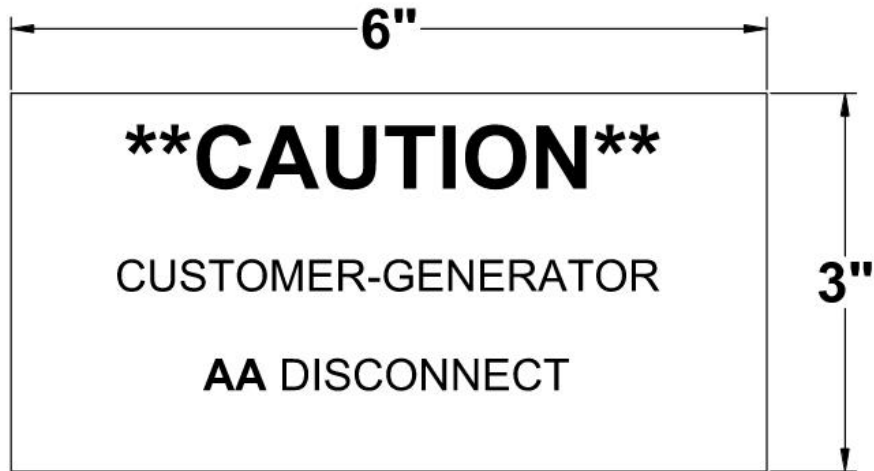 6"
**CAUTION**
CUSTOMER-GENERATOR
3"
AA DISCONNECT